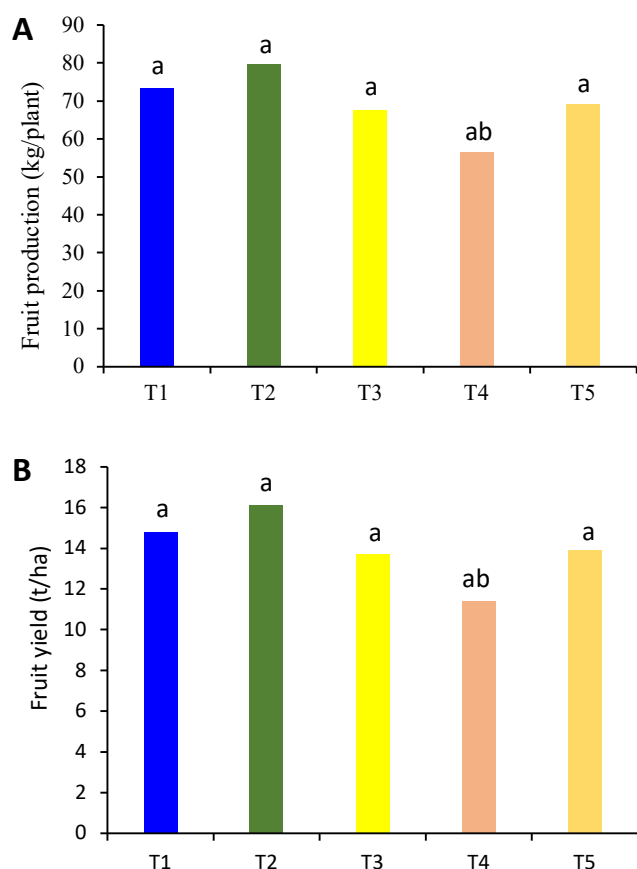 A
Fruit production (kg/plant)
90
80
70
60
50
40
30
20
10
0
a
a
a
ab
a
T1 T2 T3 T4 T5
B
Fruit yield (t/ha)
18
16
14
12
10
8
6
4
2
0
a
a
a
ab
a
T1 T2 T3 T4 T5